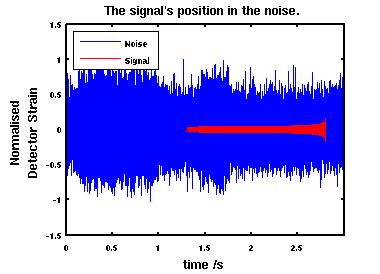 The signal's position in the noise.
Noise
Signal
Normalised
Detector Strain
1.5
1
0.5
0
-0.5
-1
-1.5
0 0.5 1 1.5 2 2.5
time /s